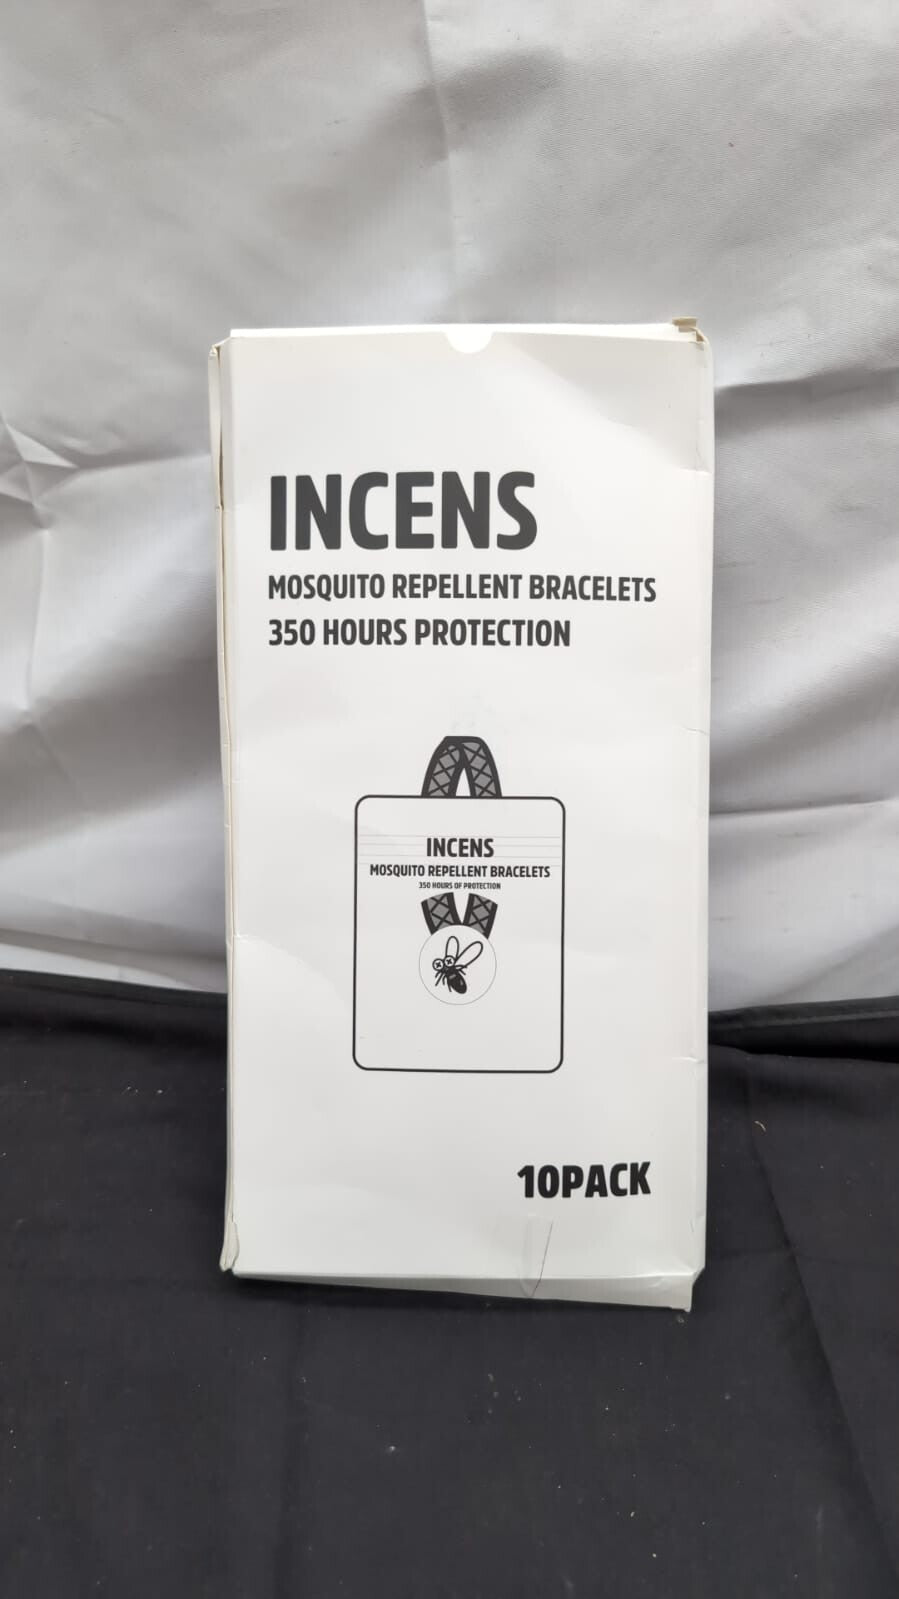 INCENS
MOSQUITO REPELLENT BRACELETS
350 HOURS PROTECTION
INCENS
MOSQUITO REPELLENT BRACELETS
350 HOURS OF PROTECTION
10PACK